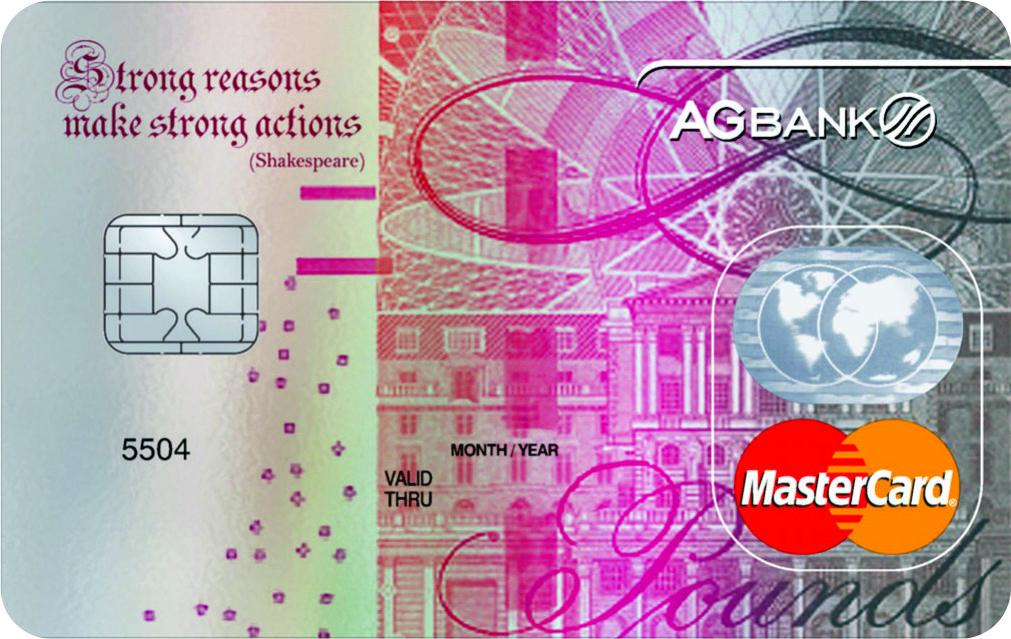 Strong reasons
make strong actions
(Shakespeare)
AGBANK
5504
MONTH / YEAR
VALID
THRU
MasterCard®
Pounds